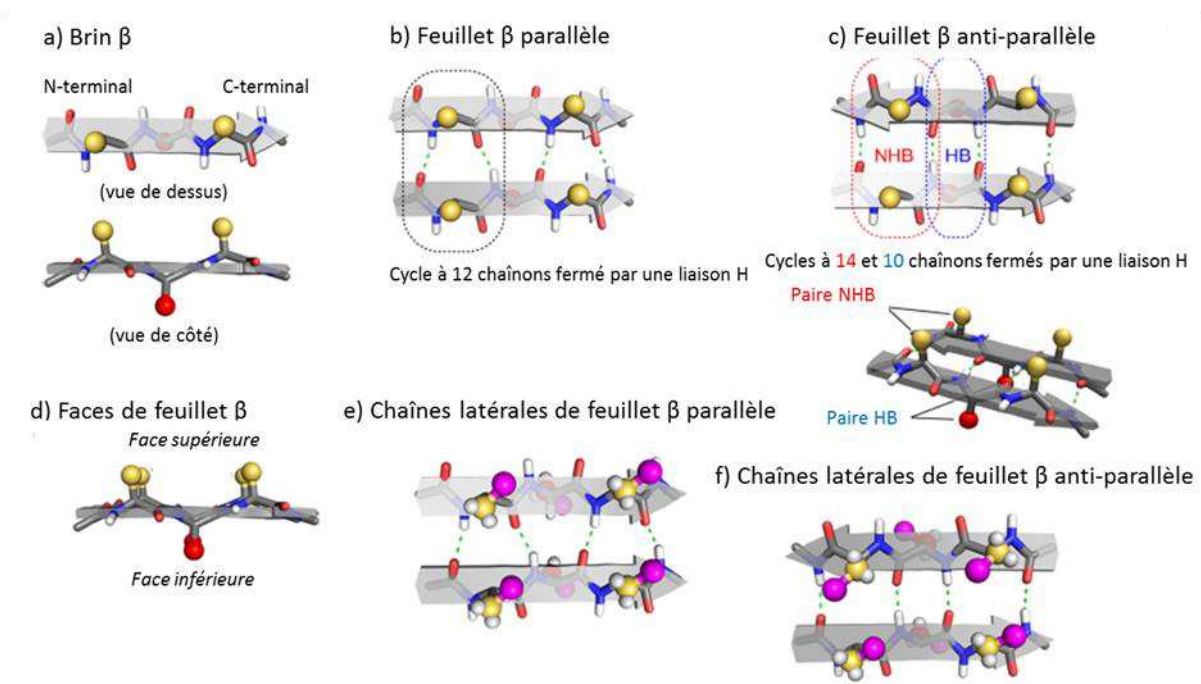 a) Brin β
N-terminal
C-terminal
(vue de dessus)
(vue de côté)
b) Feuillet β parallèle
Cycle à 12 chaînons fermé par une liaison H
c) Feuillet β anti-parallèle
NHB
HB
Cycles à 14 et 10 chaînons fermés par une liaison H
Paire NHB
Paire HB
d) Faces de feuillet β
Face supérieure
Face inférieure
e) Chaînes latérales de feuillet β parallèle
f) Chaînes latérales de feuillet β anti-parallèle